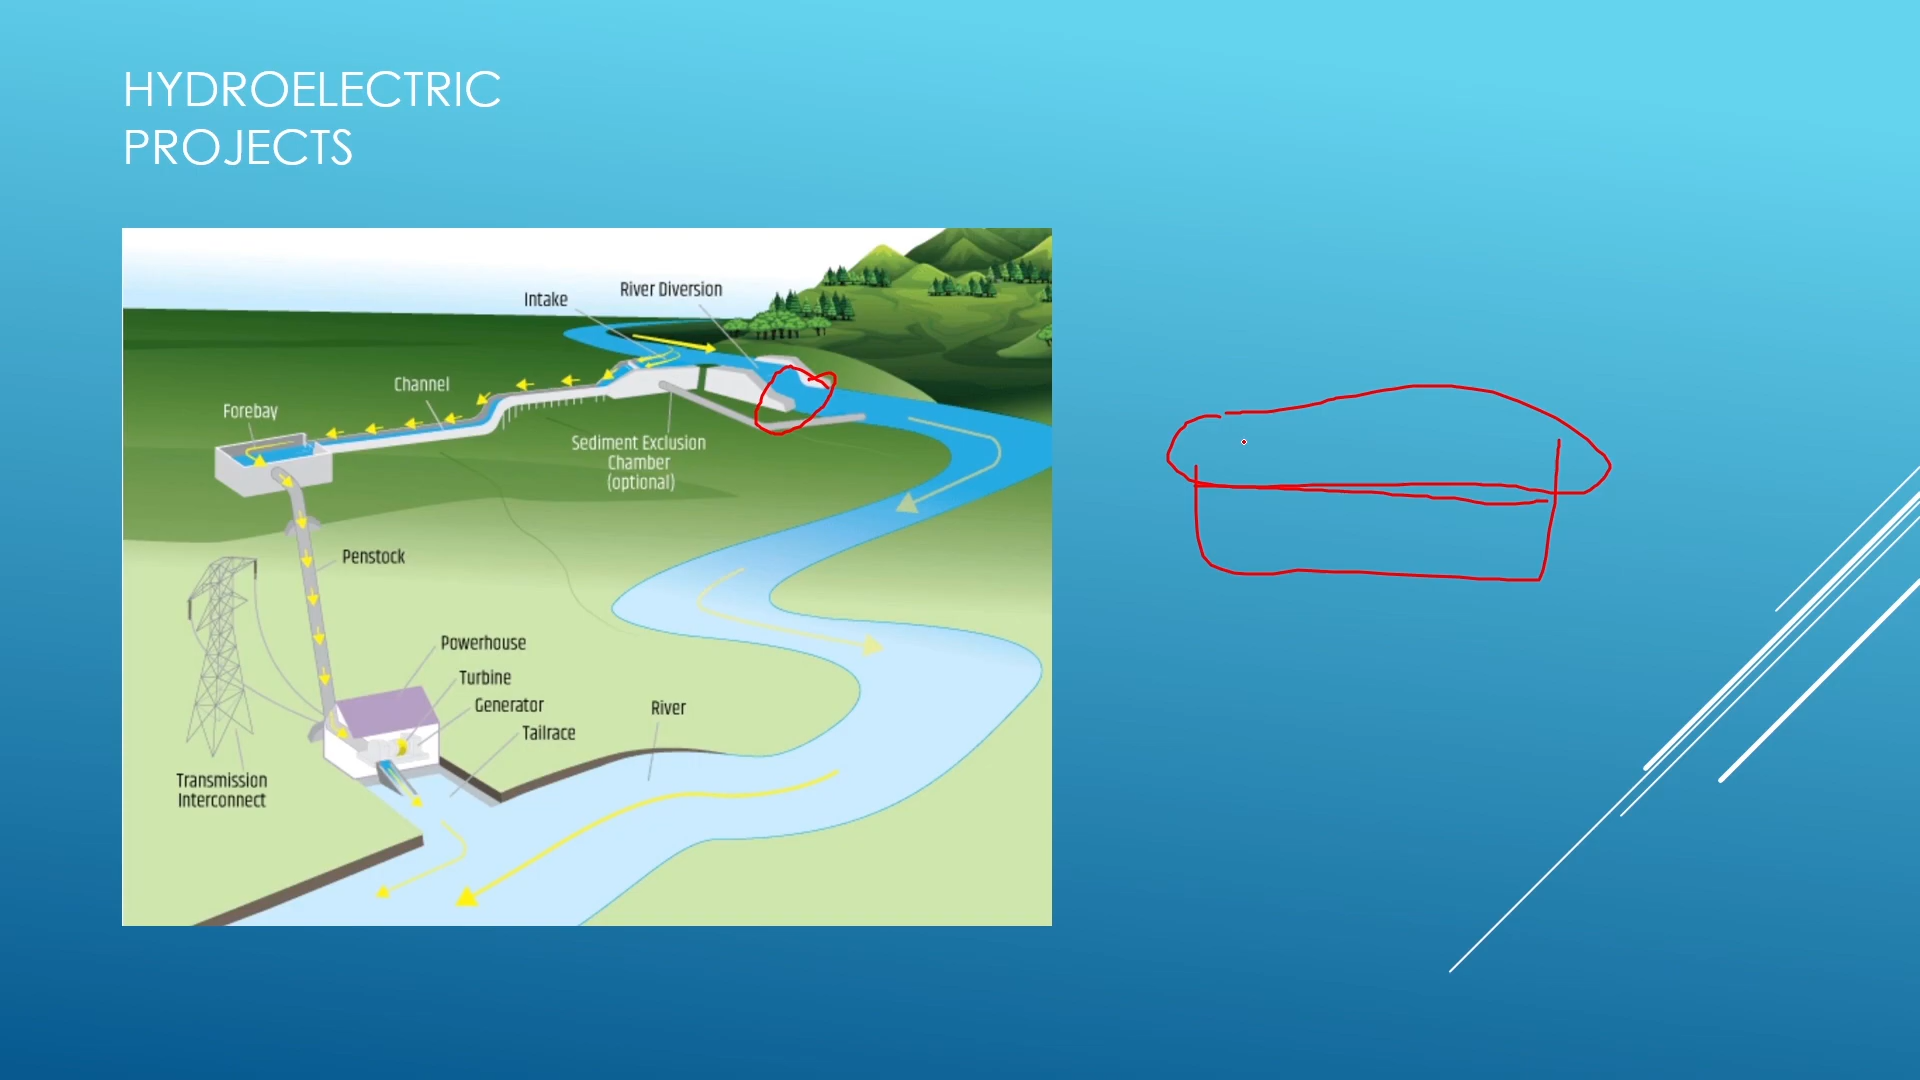 HYDROELECTRIC
PROJECTS
River Diversion
Intake
Channel
Forebay
Sediment Exclusion
Chamber
(optional)
Penstock
Powerhouse
Turbine
Generator
River
Tailrace
Transmission
Interconnect